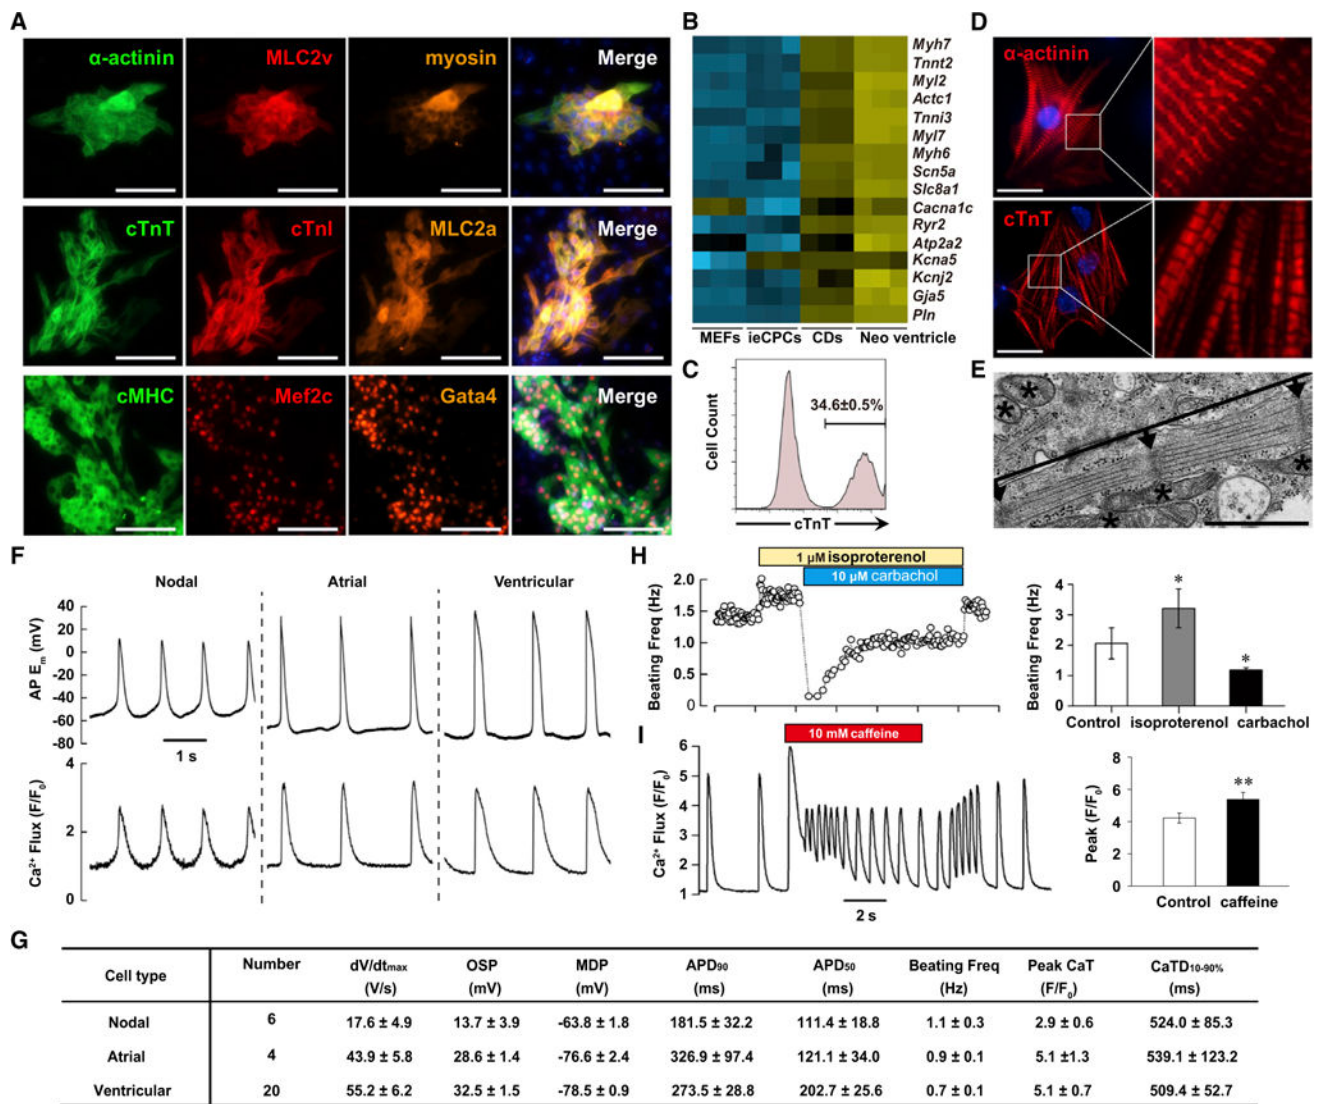 A
α-actinin MLC2v myosin Merge
cTnT cTnI MLC2a Merge
cMHC Mef2c Gata4 Merge
B
Myh7
Tnnt2
Myl2
Actc1
Tnni3
Myl7
Myh6
Scn5a
Slc8a1
Cacna1c
Ryr2
Atp2a2
Kcna5
Kcnj2
Gja5
Pln
MEFs ieCPCs CDs Neo ventricle
C
34.6±0.5%
Cell Count
cTnT
D
α-actinin
cTnT
E
* * * * *
F
Nodal Atrial Ventricular
AP Em (mV)
40
20
0
-20
-40
-60
-80
1 s
Ca2+ Flux (F/F0)
4
2
0
H
1 µM isoproterenol
10 µM carbachol
Beating Freq (Hz)
2.0
1.5
1.0
0.5
0
Beating Freq (Hz)
4
3
2
1
0
* *
Control isoproterenol carbachol
I
10 mM caffeine
Ca2+ Flux (F/F0)
6
5
4
3
2
1
2 s
Peak (F/F0)
8
6
4
2
0
**
Control caffeine
G
Cell type Number dV/dtmax (V/s) OSP (mV) MDP (mV) APD90 (ms) APD50 (ms) Beating Freq (Hz) Peak CaT (F/F0) CaTD10-90% (ms)
Nodal 6 17.6 ± 4.9 13.7 ± 3.9 -63.8 ± 1.8 181.5 ± 32.2 111.4 ± 18.8 1.1 ± 0.3 2.9 ± 0.6 524.0 ± 85.3
Atrial 4 43.9 ± 5.8 28.6 ± 1.4 -76.6 ± 2.4 326.9 ± 97.4 121.1 ± 34.0 0.9 ± 0.1 5.1 ±1.3 539.1 ± 123.2
Ventricular 20 55.2 ± 6.2 32.5 ± 1.5 -78.5 ± 0.9 273.5 ± 28.8 202.7 ± 25.6 0.7 ± 0.1 5.1 ± 0.7 509.4 ± 52.7